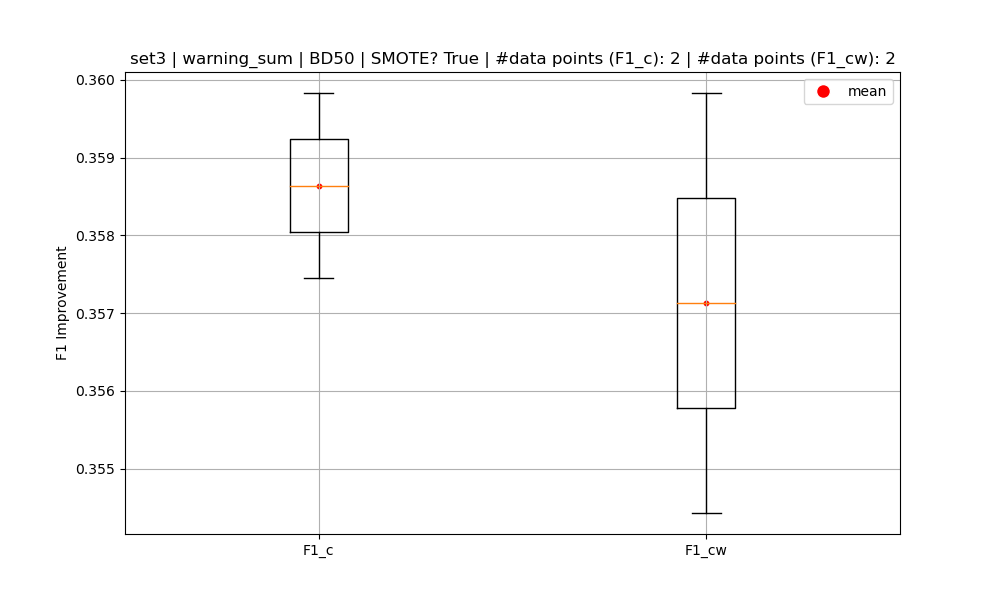 set3 | warning_sum | BD50 | SMOTE? True | #data points (F1_c): 2 | #data points (F1_cw): 2
mean
0.360
0.359
0.358
0.357
0.356
0.355
F1 Improvement
F1_c
F1_cw